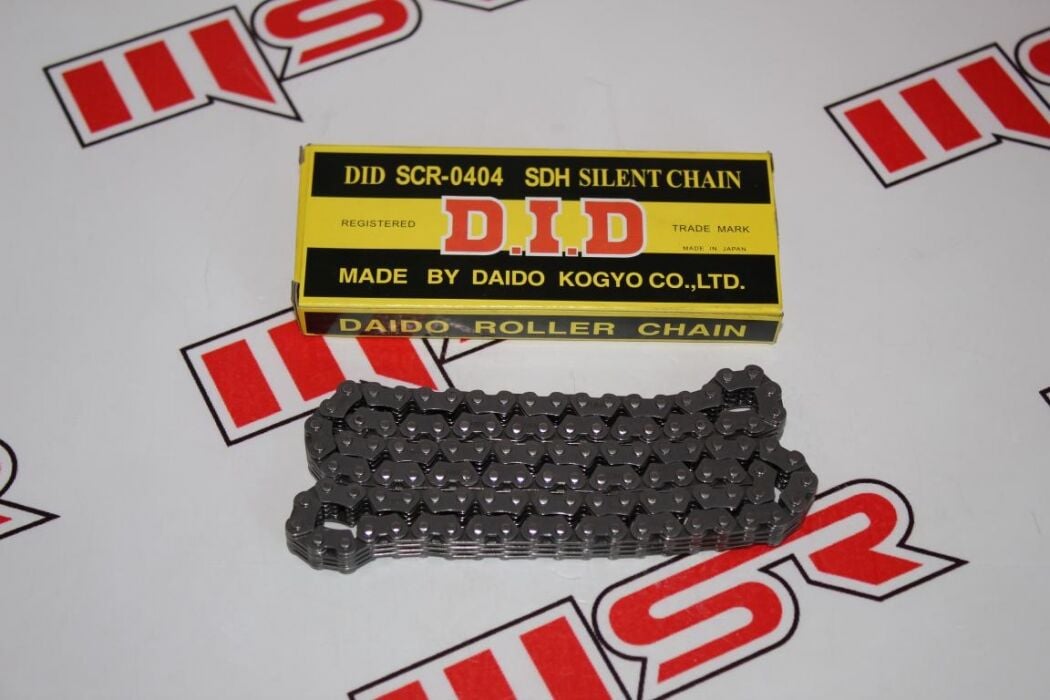 DID SCR-0404 SDH SILENT CHAIN
REGISTERED
D.I.D
TRADE MARK
MADE IN JAPAN
MADE BY DAIDO KOGYO CO.,LTD.
DAIDO ROLLER CHAIN
MSR